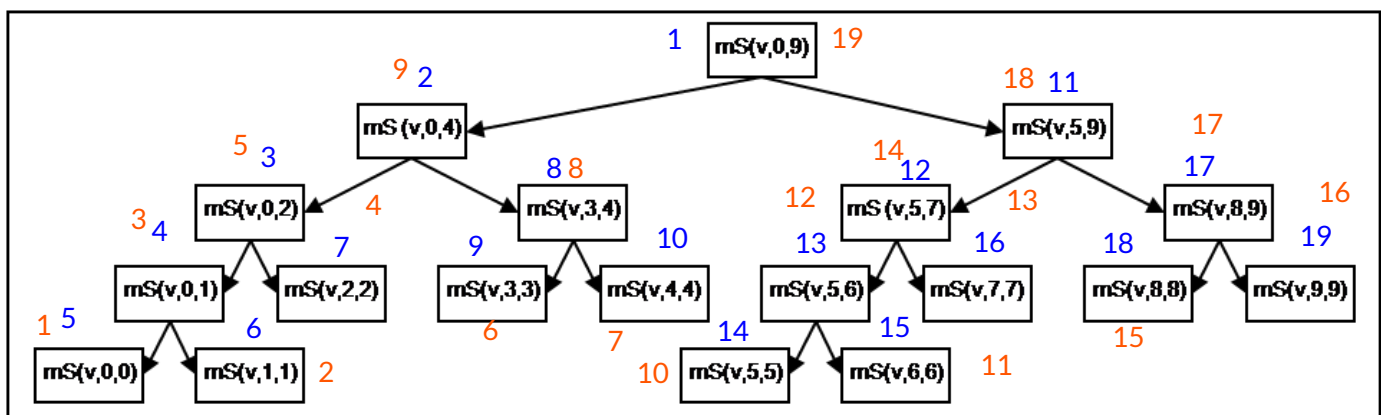 1 mS(v,0,9) 19
9 2 18 11
mS (v,0,4) mS(v,5,9)
5 3 8 8 14 12 17 17
mS(v,0,2) 4 mS(v,3,4) 12 mS (v,5,7) 13 mS(v,8,9) 16
3 4 7 9 10 13 16 18 19
mS(v,0,1) mS(v,2,2) mS(v,3,3) mS(v,4,4) mS(v,5,6) mS(v,7,7) mS(v,8,8) mS(v,9,9)
1 5 6 6 7 14 15 15
mS(v,0,0) mS(v,1,1) 2 10 mS(v,5,5) mS(v,6,6) 11